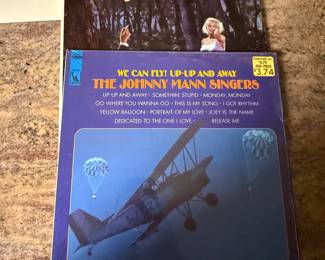 WE CAN FLY! UP-UP AND AWAY
THE JOHNNY MANN SINGERS
UP UP AND AWAY • SOMETHIN' STUPID • MONDAY, MONDAY
GO WHERE YOU WANNA GO • THIS IS MY SONG • I GOT RHYTHM
YELLOW BALLOON • PORTRAIT OF MY LOVE • JOEY IS THE NAME
DEDICATED TO THE ONE I LOVE • RELEASE ME
$3.74